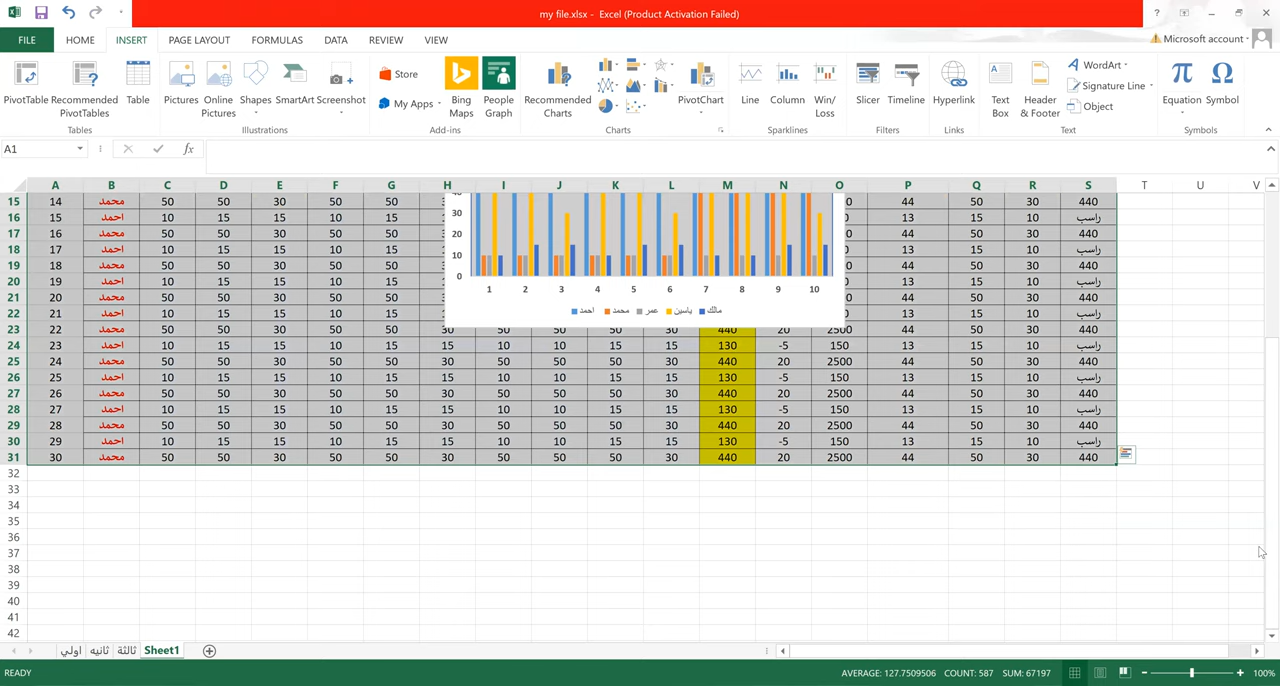 my file.xlsx - Excel (Product Activation Failed)
FILE HOME INSERT PAGE LAYOUT FORMULAS DATA REVIEW VIEW Microsoft account
PivotTable Recommended PivotTables Table Pictures Online Pictures Shapes SmartArt Screenshot Store My Apps Bing Maps People Graph Recommended Charts PivotChart Line Column Win/Loss Slicer Timeline Hyperlink Text Box Header & Footer WordArt Signature Line Object Equation Symbol
Tables Illustrations Add-ins Charts Sparklines Filters Links Text Symbols
A1 fx
A B C D E F G H I J K L M N O P Q R S T U V
15 14 محمد 50 50 30 50 50 44 50 30 440
16 15 احمد 10 15 15 10 15 13 15 10 راسب
17 16 محمد 50 50 30 50 50 44 50 30 440
18 17 احمد 10 15 15 10 15 13 15 10 راسب
19 18 محمد 50 50 30 50 50 44 50 30 440
20 19 احمد 10 15 15 10 15 13 15 10 راسب
21 20 محمد 50 50 30 50 50 44 50 30 440
22 21 احمد 10 15 15 10 15 13 15 10 راسب
30
20
10
0
1 2 3 4 5 6 7 8 9 10
احمد محمد عمر ياسين مالك
23 22 محمد 50 50 30 50 50 30 50 50 50 30 440 20 2500 44 50 30 440
24 23 احمد 10 15 15 10 15 15 10 10 15 15 130 -5 150 13 15 10 راسب
25 24 محمد 50 50 30 50 50 30 50 50 50 30 440 20 2500 44 50 30 440
26 25 احمد 10 15 15 10 15 15 10 10 15 15 130 -5 150 13 15 10 راسب
27 26 محمد 50 50 30 50 50 30 50 50 50 30 440 20 2500 44 50 30 440
28 27 احمد 10 15 15 10 15 15 10 10 15 15 130 -5 150 13 15 10 راسب
29 28 محمد 50 50 30 50 50 30 50 50 50 30 440 20 2500 44 50 30 440
30 29 احمد 10 15 15 10 15 15 10 10 15 15 130 -5 150 13 15 10 راسب
31 30 محمد 50 50 30 50 50 30 50 50 50 30 440 20 2500 44 50 30 440
32
33
34
35
36
37
38
39
40
41
42
اولي ثانيه ثالثة Sheet1
READY AVERAGE: 127.7509506 COUNT: 587 SUM: 67197 100%